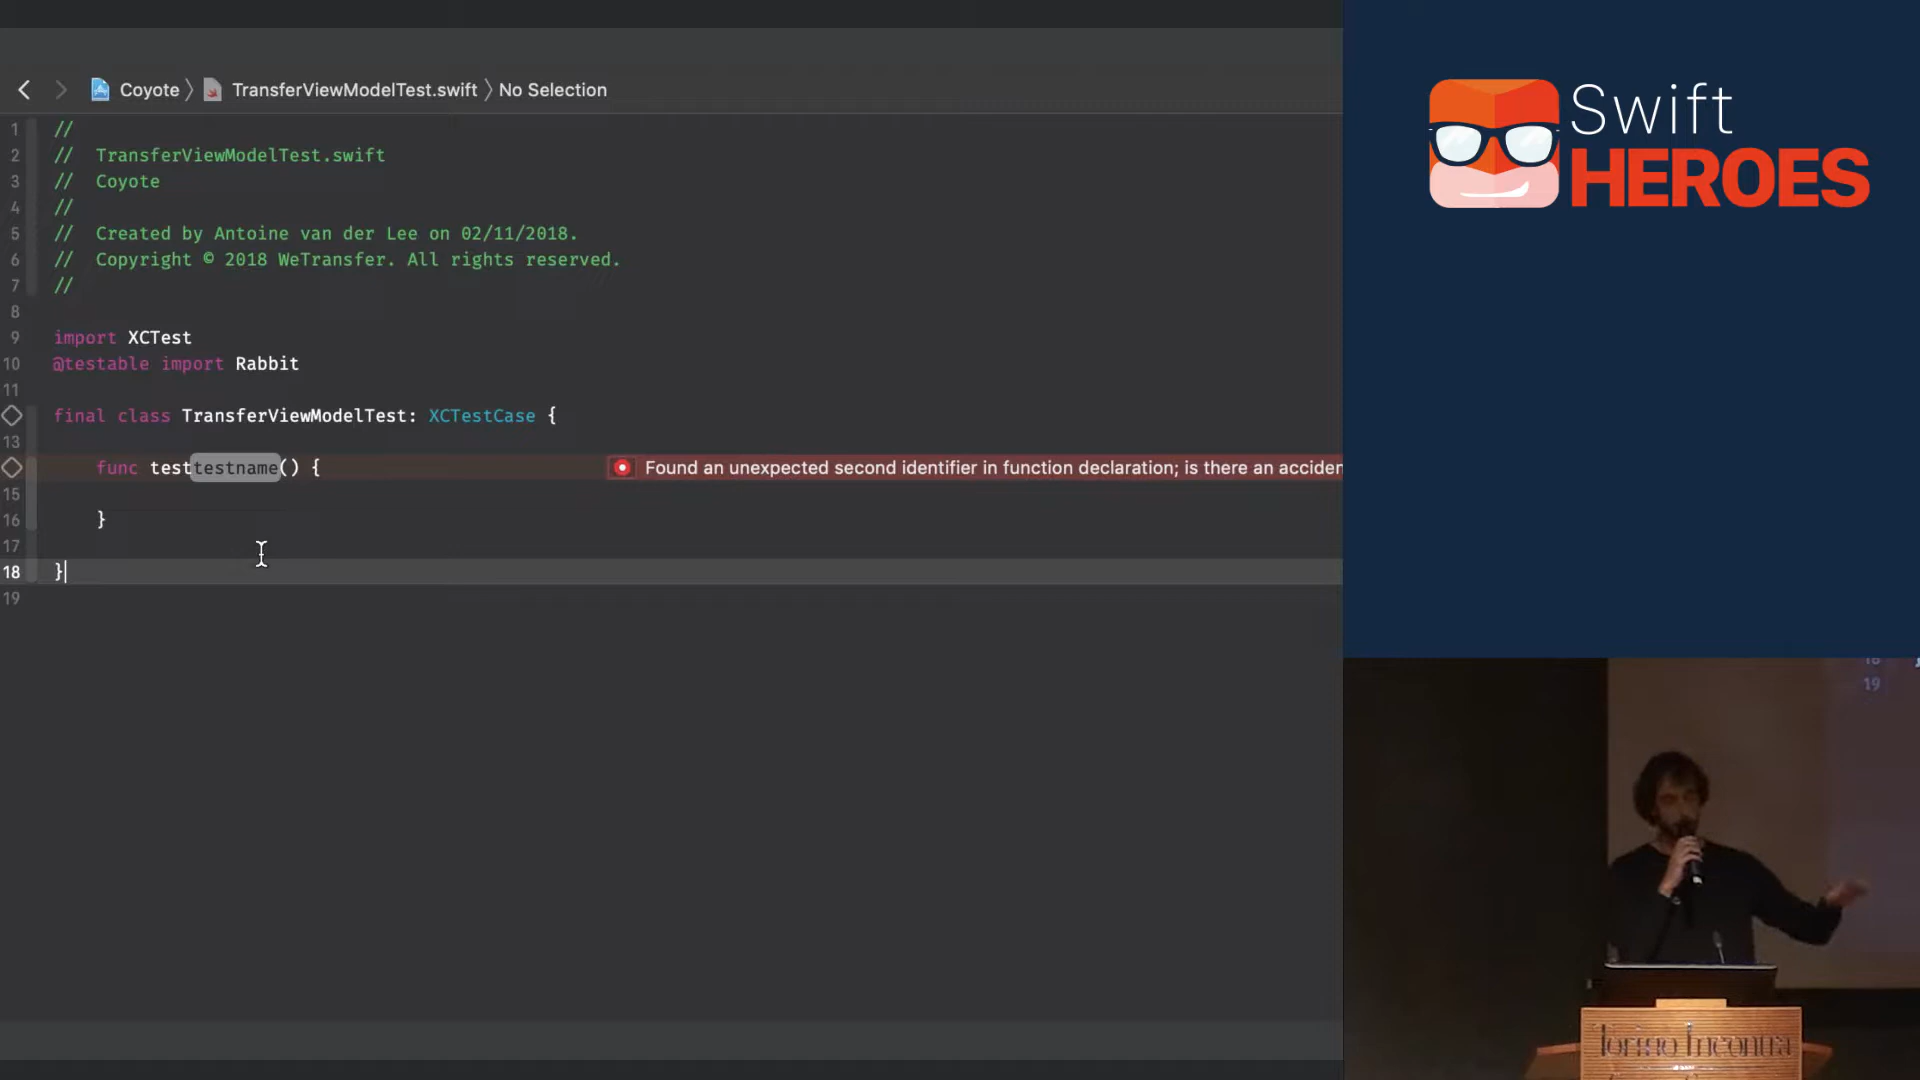 Coyote 〉 TransferViewModelTest.swift 〉 No Selection
1 //
2 // TransferViewModelTest.swift
3 // Coyote
4 //
5 // Created by Antoine van der Lee on 02/11/2018.
6 // Copyright © 2018 WeTransfer. All rights reserved.
7 //
8
9 import XCTest
10 @testable import Rabbit
11
final class TransferViewModelTest: XCTestCase {
13
func testtestname() { Found an unexpected second identifier in function declaration; is there an acciden
15
16 }
17
18 }
19
Swift
HEROES
18
19
Torino Incontra